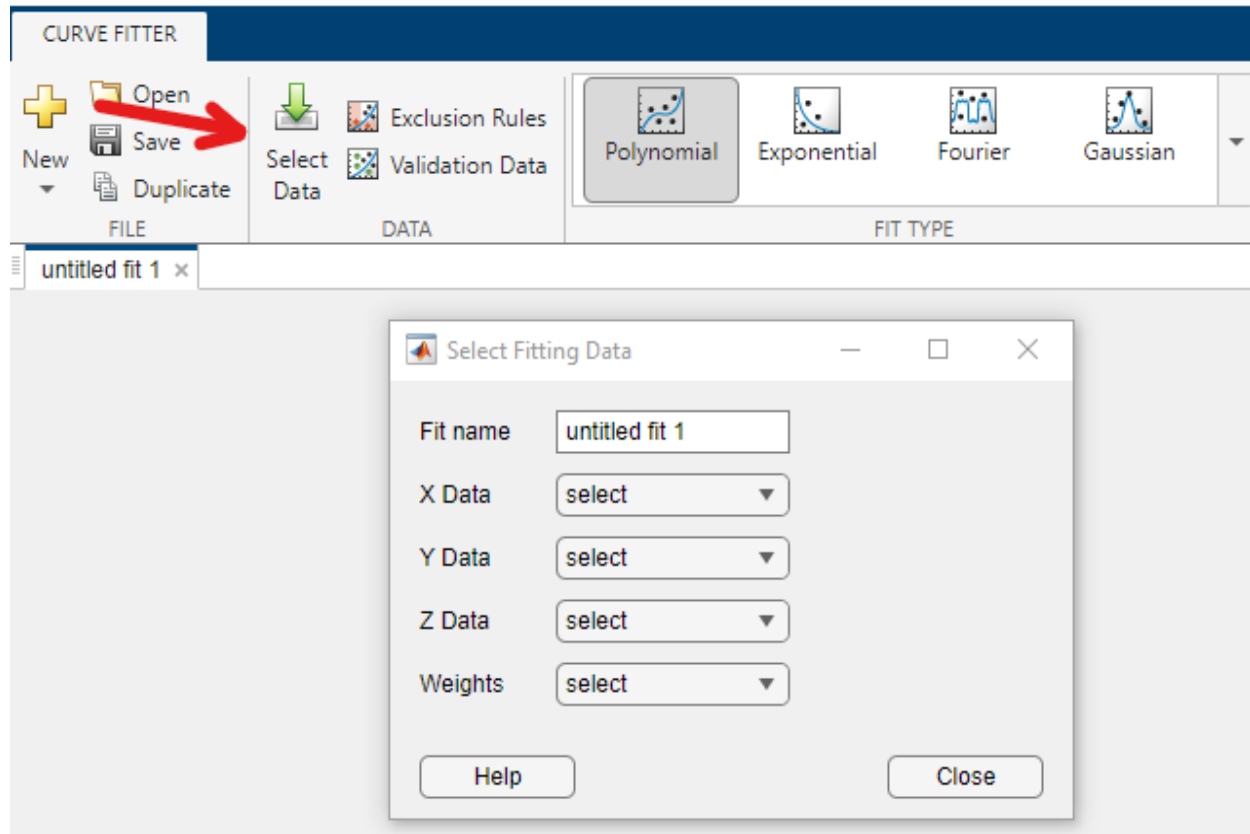 CURVE FITTER
New
Open
Save
Duplicate
FILE
Select
Data
Exclusion Rules
Validation Data
DATA
Polynomial
Exponential
Fourier
Gaussian
FIT TYPE
untitled fit 1
Select Fitting Data
Fit name untitled fit 1
X Data select
Y Data select
Z Data select
Weights select
Help Close